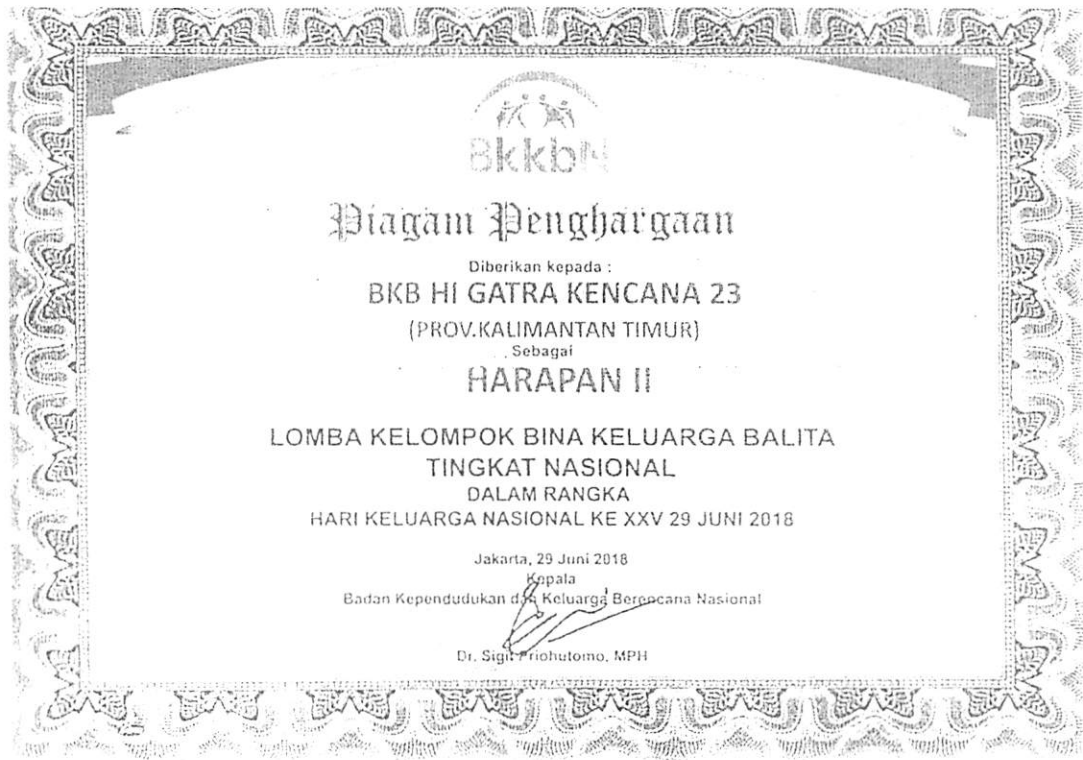 BkkbN
Piagam Penghargaan
Diberikan kepada :
BKB HI GATRA KENCANA 23
(PROV.KALIMANTAN TIMUR)
Sebagai
HARAPAN II
LOMBA KELOMPOK BINA KELUARGA BALITA
TINGKAT NASIONAL
DALAM RANGKA
HARI KELUARGA NASIONAL KE XXV 29 JUNI 2018
Jakarta, 29 Juni 2018
Kepala
Badan Kependudukan dan Keluarga Berencana Nasional
Dr. Sigit Priohutomo, MPH